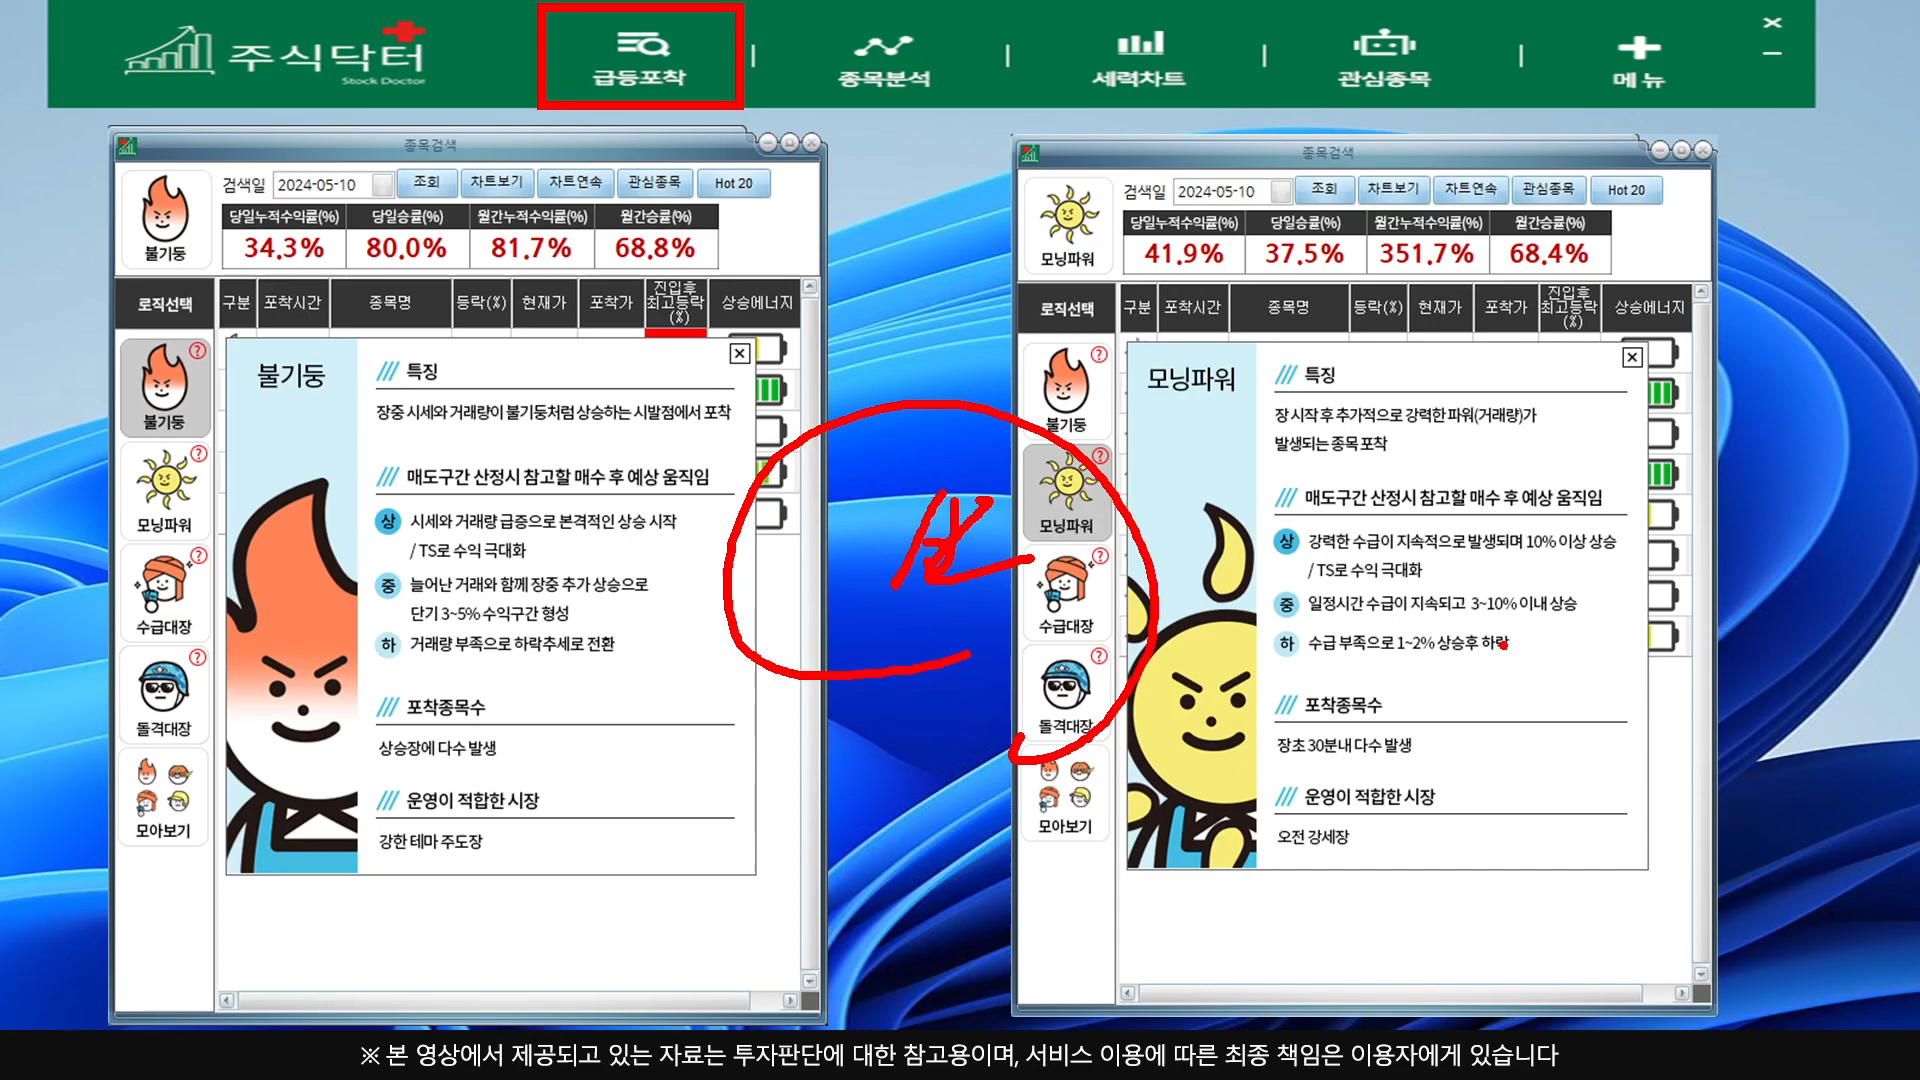 주식닥터
Stock Doctor
급등포착
종목분석
세력차트
관심종목
메뉴
종목검색
불기둥
검색일 2024-05-10 조회 차트보기 차트연속 관심종목 Hot 20
당일누적수익률(%) 당일승률(%) 월간누적수익률(%) 월간승률(%)
34.3% 80.0% 81.7% 68.8%
로직선택 구분 포착시간 종목명 등락(%) 현재가 포착가 진입후 최고등락 (%) 상승에너지
불기둥
모닝파워
수급대장
돌격대장
모아보기
불기둥
/// 특징
장중 시세와 거래량이 불기둥처럼 상승하는 시발점에서 포착
/// 매도구간 산정시 참고할 매수 후 예상 움직임
상 시세와 거래량 급증으로 본격적인 상승 시작
/ TS로 수익 극대화
중 늘어난 거래와 함께 장중 추가 상승으로
단기 3~5% 수익구간 형성
하 거래량 부족으로 하락추세로 전환
/// 포착종목수
상승장에 다수 발생
/// 운영이 적합한 시장
강한 테마 주도장
종목검색
모닝파워
검색일 2024-05-10 조회 차트보기 차트연속 관심종목 Hot 20
당일누적수익률(%) 당일승률(%) 월간누적수익률(%) 월간승률(%)
41.9% 37.5% 351.7% 68.4%
로직선택 구분 포착시간 종목명 등락(%) 현재가 포착가 진입후 최고등락 (%) 상승에너지
불기둥
모닝파워
수급대장
돌격대장
모아보기
모닝파워
/// 특징
장 시작 후 추가적으로 강력한 파워(거래량)가
발생되는 종목 포착
/// 매도구간 산정시 참고할 매수 후 예상 움직임
상 강력한 수급이 지속적으로 발생되며 10% 이상 상승
/ TS로 수익 극대화
중 일정시간 수급이 지속되고 3~10% 이내 상승
하 수급 부족으로 1~2% 상승후 하락
/// 포착종목수
장초 30분내 다수 발생
/// 운영이 적합한 시장
오전 강세장
※ 본 영상에서 제공되고 있는 자료는 투자판단에 대한 참고용이며, 서비스 이용에 따른 최종 책임은 이용자에게 있습니다